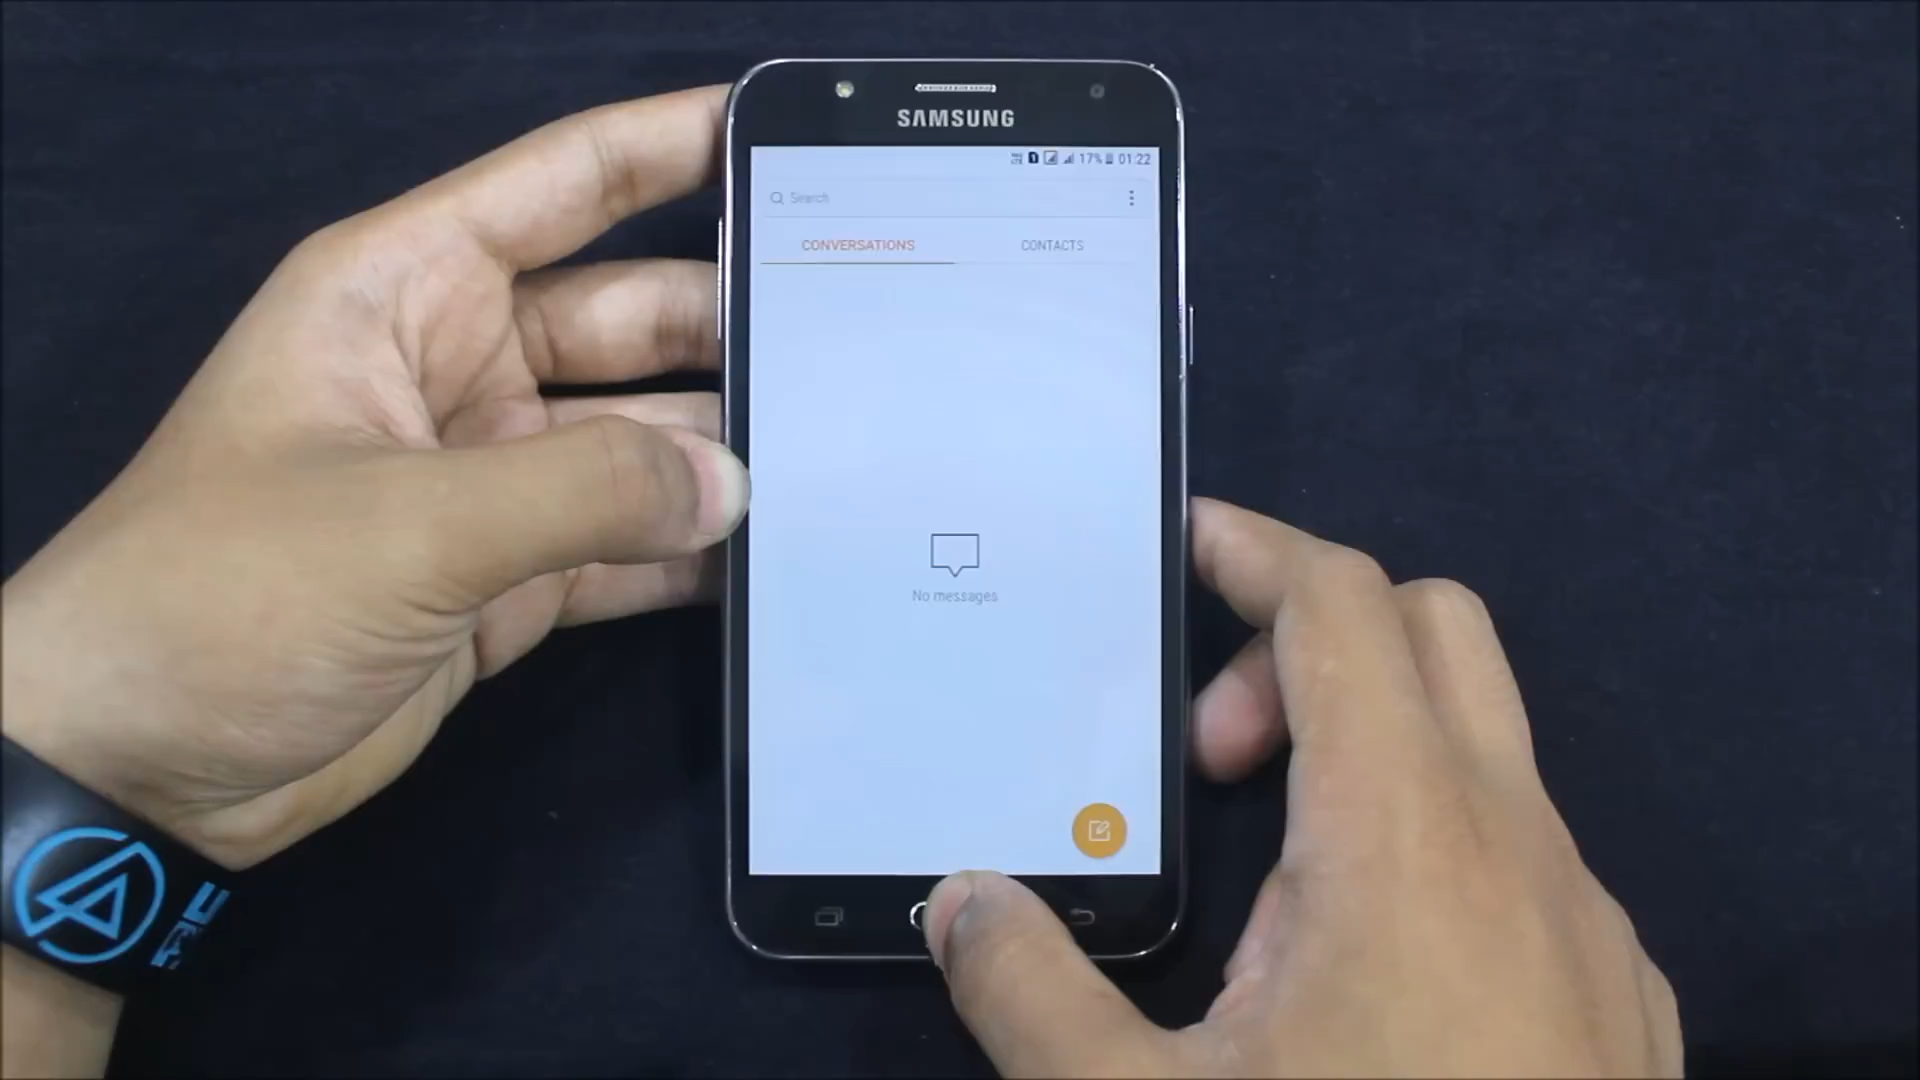 SAMSUNG
17% 01:22
Search
CONVERSATIONS CONTACTS
No messages